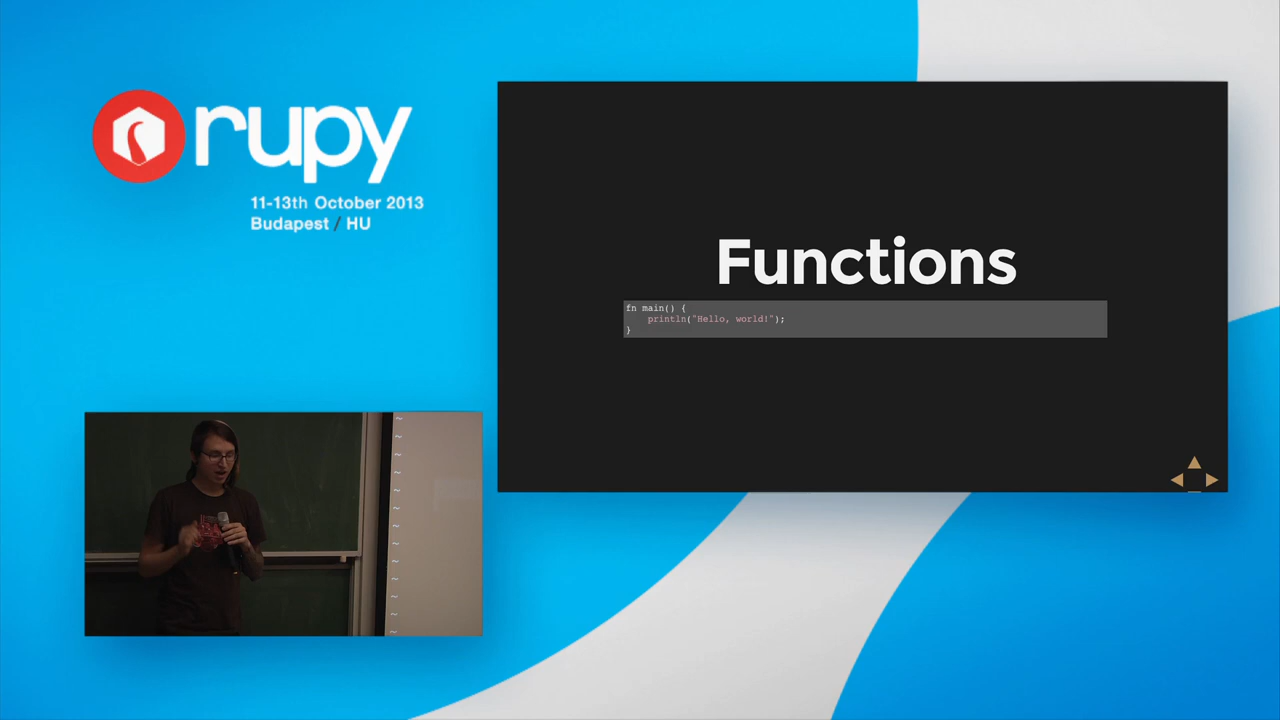 rupy
11-13th October 2013
Budapest / HU
Functions
fn main() {
    println("Hello, world!");
}
~
~
~
~
~
~
~
~
~
~
~
~
~